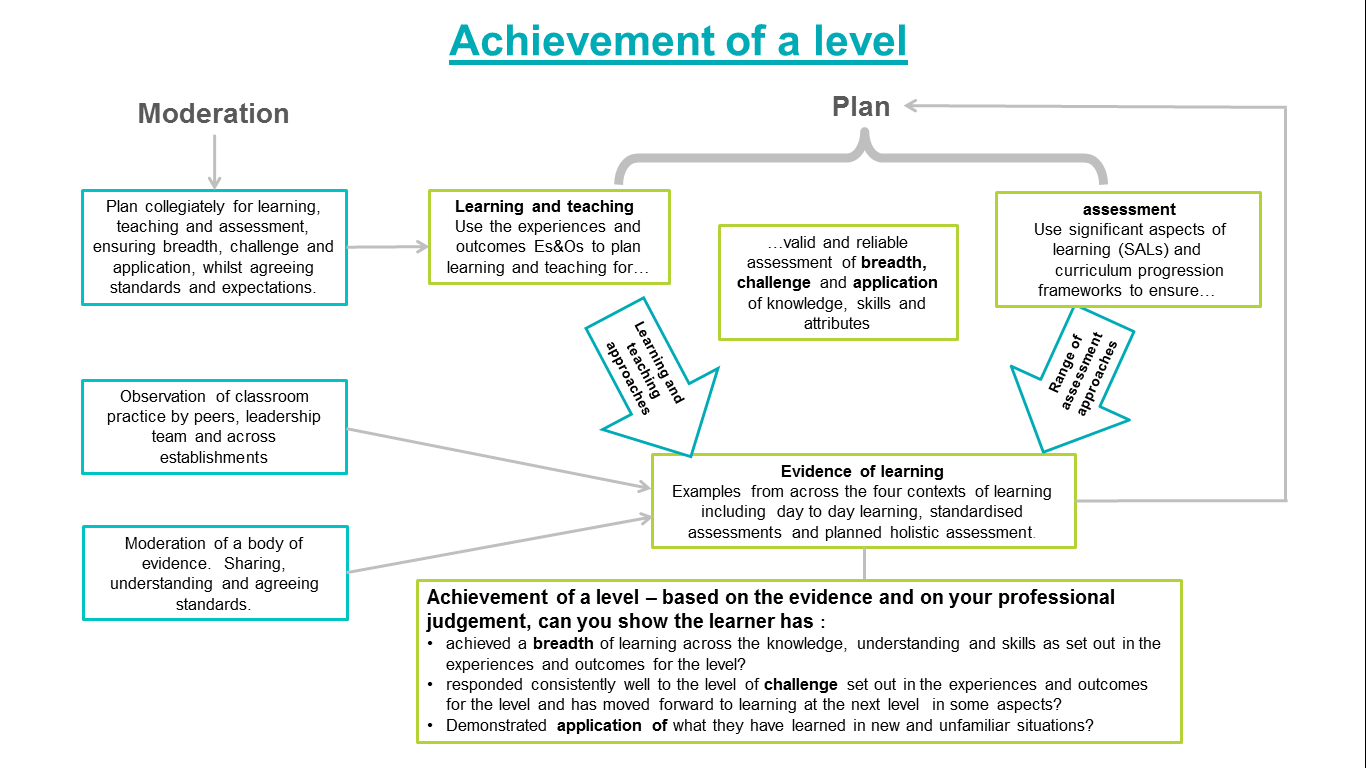 Achievement of a level
Moderation
Plan
Plan collegiately for learning,
teaching and assessment,
ensuring breadth, challenge and
application, whilst agreeing
standards and expectations.
Learning and teaching
Use the experiences and
outcomes Es&Os to plan
learning and teaching for…
…valid and reliable
assessment of breadth,
challenge and application
of knowledge, skills and
attributes
assessment
Use significant aspects of
learning (SALs) and
curriculum progression
frameworks to ensure…
Learning and
teaching
approaches
Range of
assessment
approaches
Observation of classroom
practice by peers, leadership
team and across
establishments
Evidence of learning
Examples from across the four contexts of learning
including day to day learning, standardised
assessments and planned holistic assessment.
Moderation of a body of
evidence. Sharing,
understanding and agreeing
standards.
Achievement of a level – based on the evidence and on your professional
judgement, can you show the learner has :
• achieved a breadth of learning across the knowledge, understanding and skills as set out in the
experiences and outcomes for the level?
• responded consistently well to the level of challenge set out in the experiences and outcomes
for the level and has moved forward to learning at the next level in some aspects?
• Demonstrated application of what they have learned in new and unfamiliar situations?